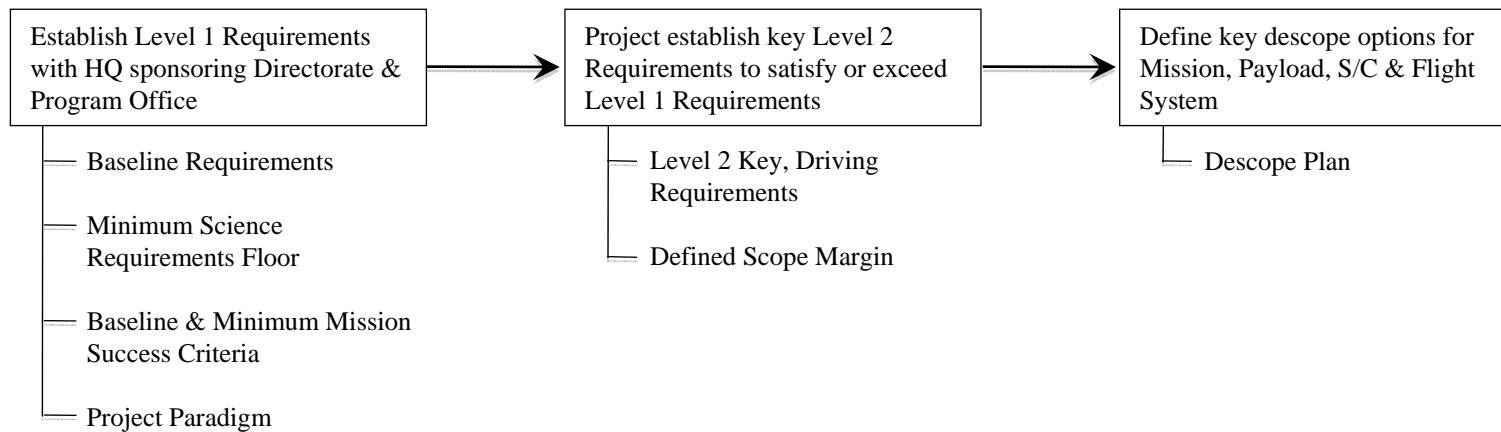 Establish Level 1 Requirements
with HQ sponsoring Directorate &
Program Office
Baseline Requirements
Minimum Science
Requirements Floor
Baseline & Minimum Mission
Success Criteria
Project Paradigm
Project establish key Level 2
Requirements to satisfy or exceed
Level 1 Requirements
Level 2 Key, Driving
Requirements
Defined Scope Margin
Define key descope options for
Mission, Payload, S/C & Flight
System
Descope Plan